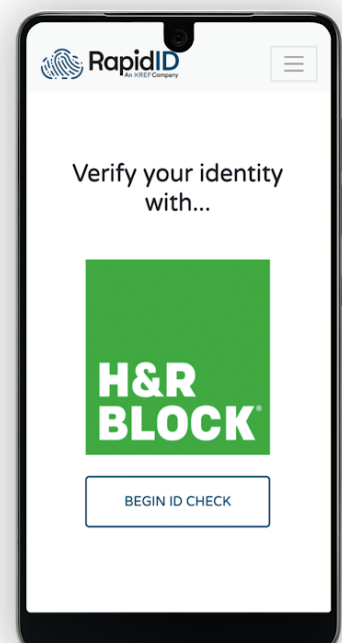 RapidID
An XREF Company
Verify your identity
with...
H&R
BLOCK®
BEGIN ID CHECK